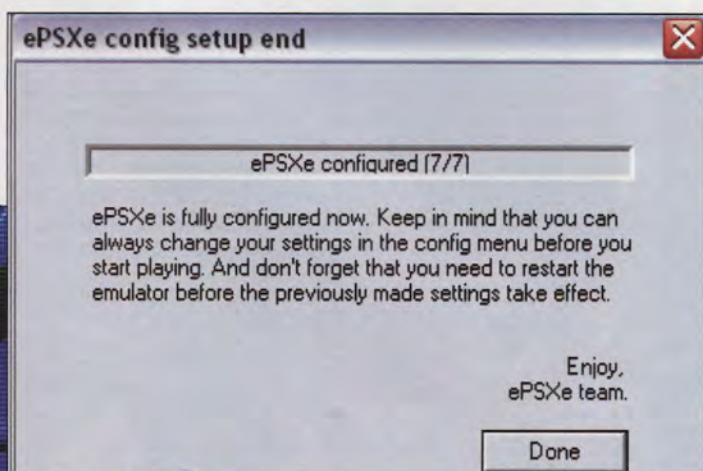 ePSXe config setup end
ePSXe configured (7/7)
ePSXe is fully configured now. Keep in mind that you can
always change your settings in the config menu before you
start playing. And don't forget that you need to restart the
emulator before the previously made settings take effect.
Enjoy,
ePSXe team.
Done